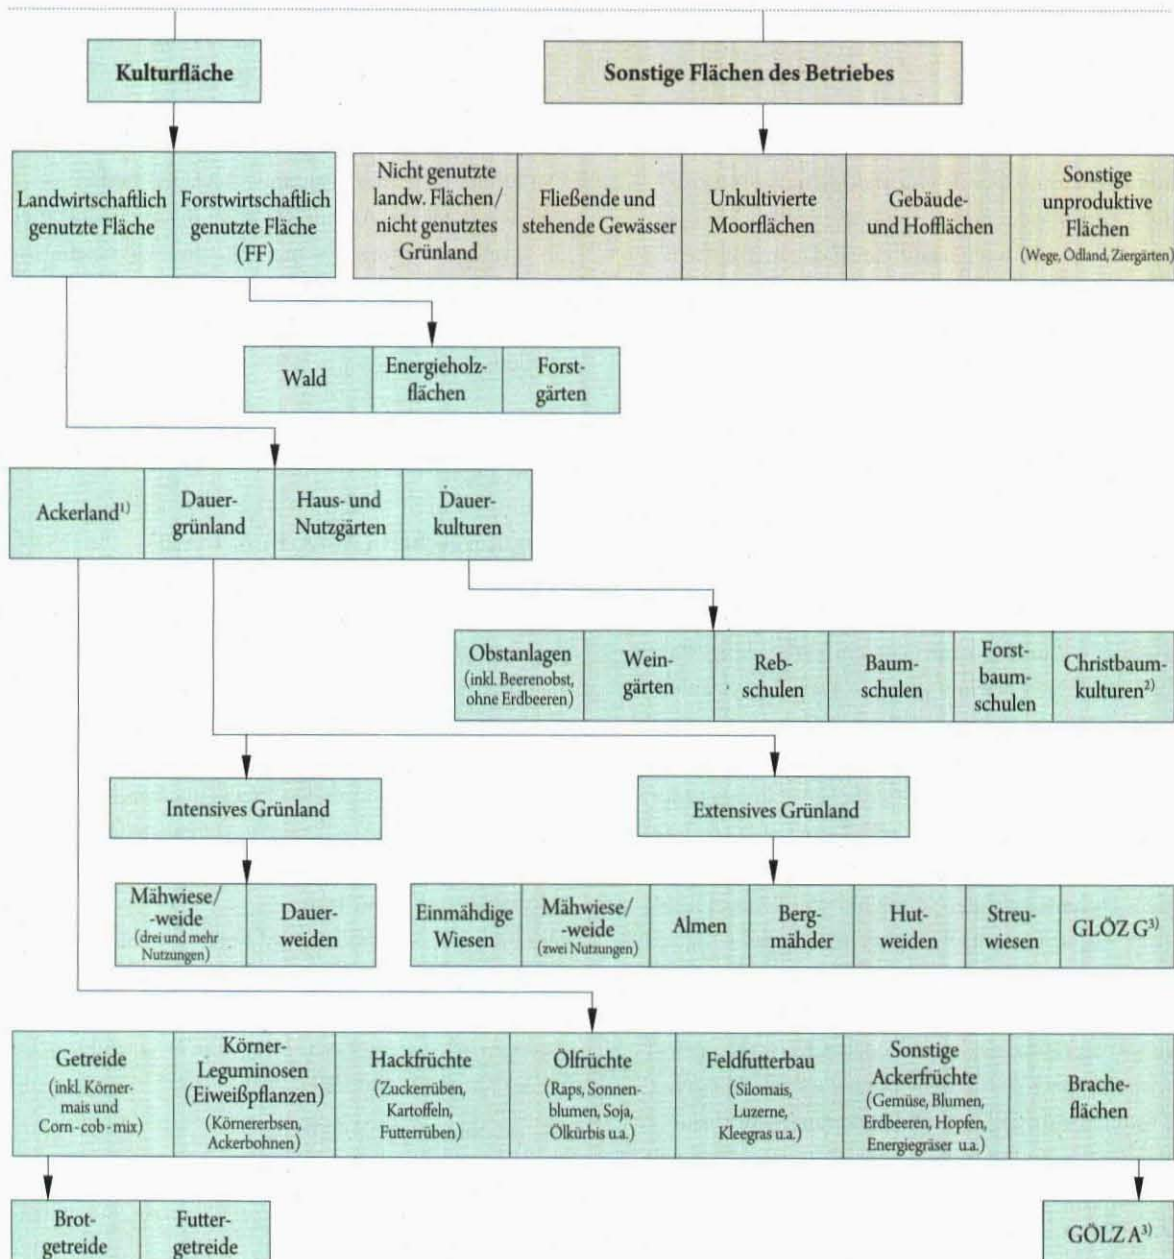 Kulturfläche
Sonstige Flächen des Betriebes
Landwirtschaftlich
genutzte Fläche
Forstwirtschaftlich
genutzte Fläche
(FF)
Nicht genutzte
landw. Flächen/
nicht genutztes
Grünland
Fließende und
stehende Gewässer
Unkultivierte
Moorflächen
Gebäude-
und Hofflächen
Sonstige
unproduktive
Flächen
(Wege, Ödland, Ziergärten)
Wald
Energieholz-
flächen
Forst-
gärten
Ackerland¹⁾
Dauer-
grünland
Haus- und
Nutzgärten
Dauer-
kulturen
Obstanlagen
(inkl. Beerenobst,
ohne Erdbeeren)
Wein-
gärten
Reb-
schulen
Baum-
schulen
Forst-
baum-
schulen
Christbaum-
kulturen²⁾
Intensives Grünland
Extensives Grünland
Mähwiese/
-weide
(drei und mehr
Nutzungen)
Dauer-
weiden
Einmähdige
Wiesen
Mähwiese/
-weide
(zwei Nutzungen)
Almen
Berg-
mähder
Hut-
weiden
Streu-
wiesen
GLÖZ G³⁾
Getreide
(inkl. Körner-
mais und
Corn-cob-mix)
Körner-
Leguminosen
(Eiweißpflanzen)
(Körnererbsen,
Ackerbohnen)
Hackfrüchte
(Zuckerrüben,
Kartoffeln,
Futterrüben)
Ölfrüchte
(Raps, Sonnen-
blumen, Soja,
Ölkürbis u.a.)
Feldfutterbau
(Silomais,
Luzerne,
Kleegras u.a.)
Sonstige
Ackerfrüchte
(Gemüse, Blumen,
Erdbeeren, Hopfen,
Energiegräser u.a.)
Brache-
flächen
Brot-
getreide
Futter-
getreide
GÖLZ A³⁾